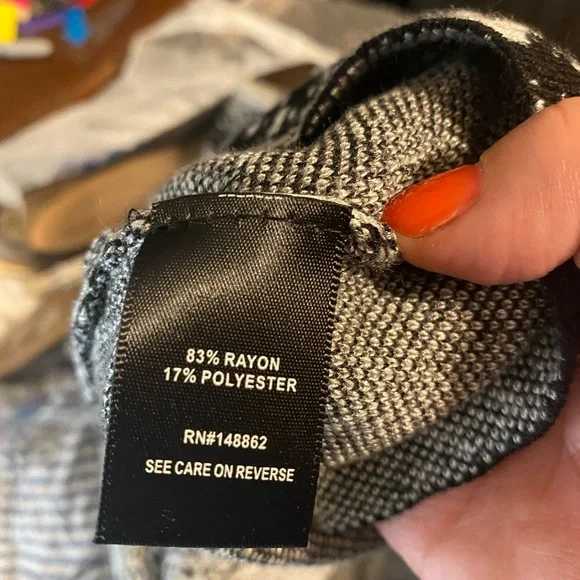 83% RAYON
17% POLYESTER
RN#148862
SEE CARE ON REVERSE